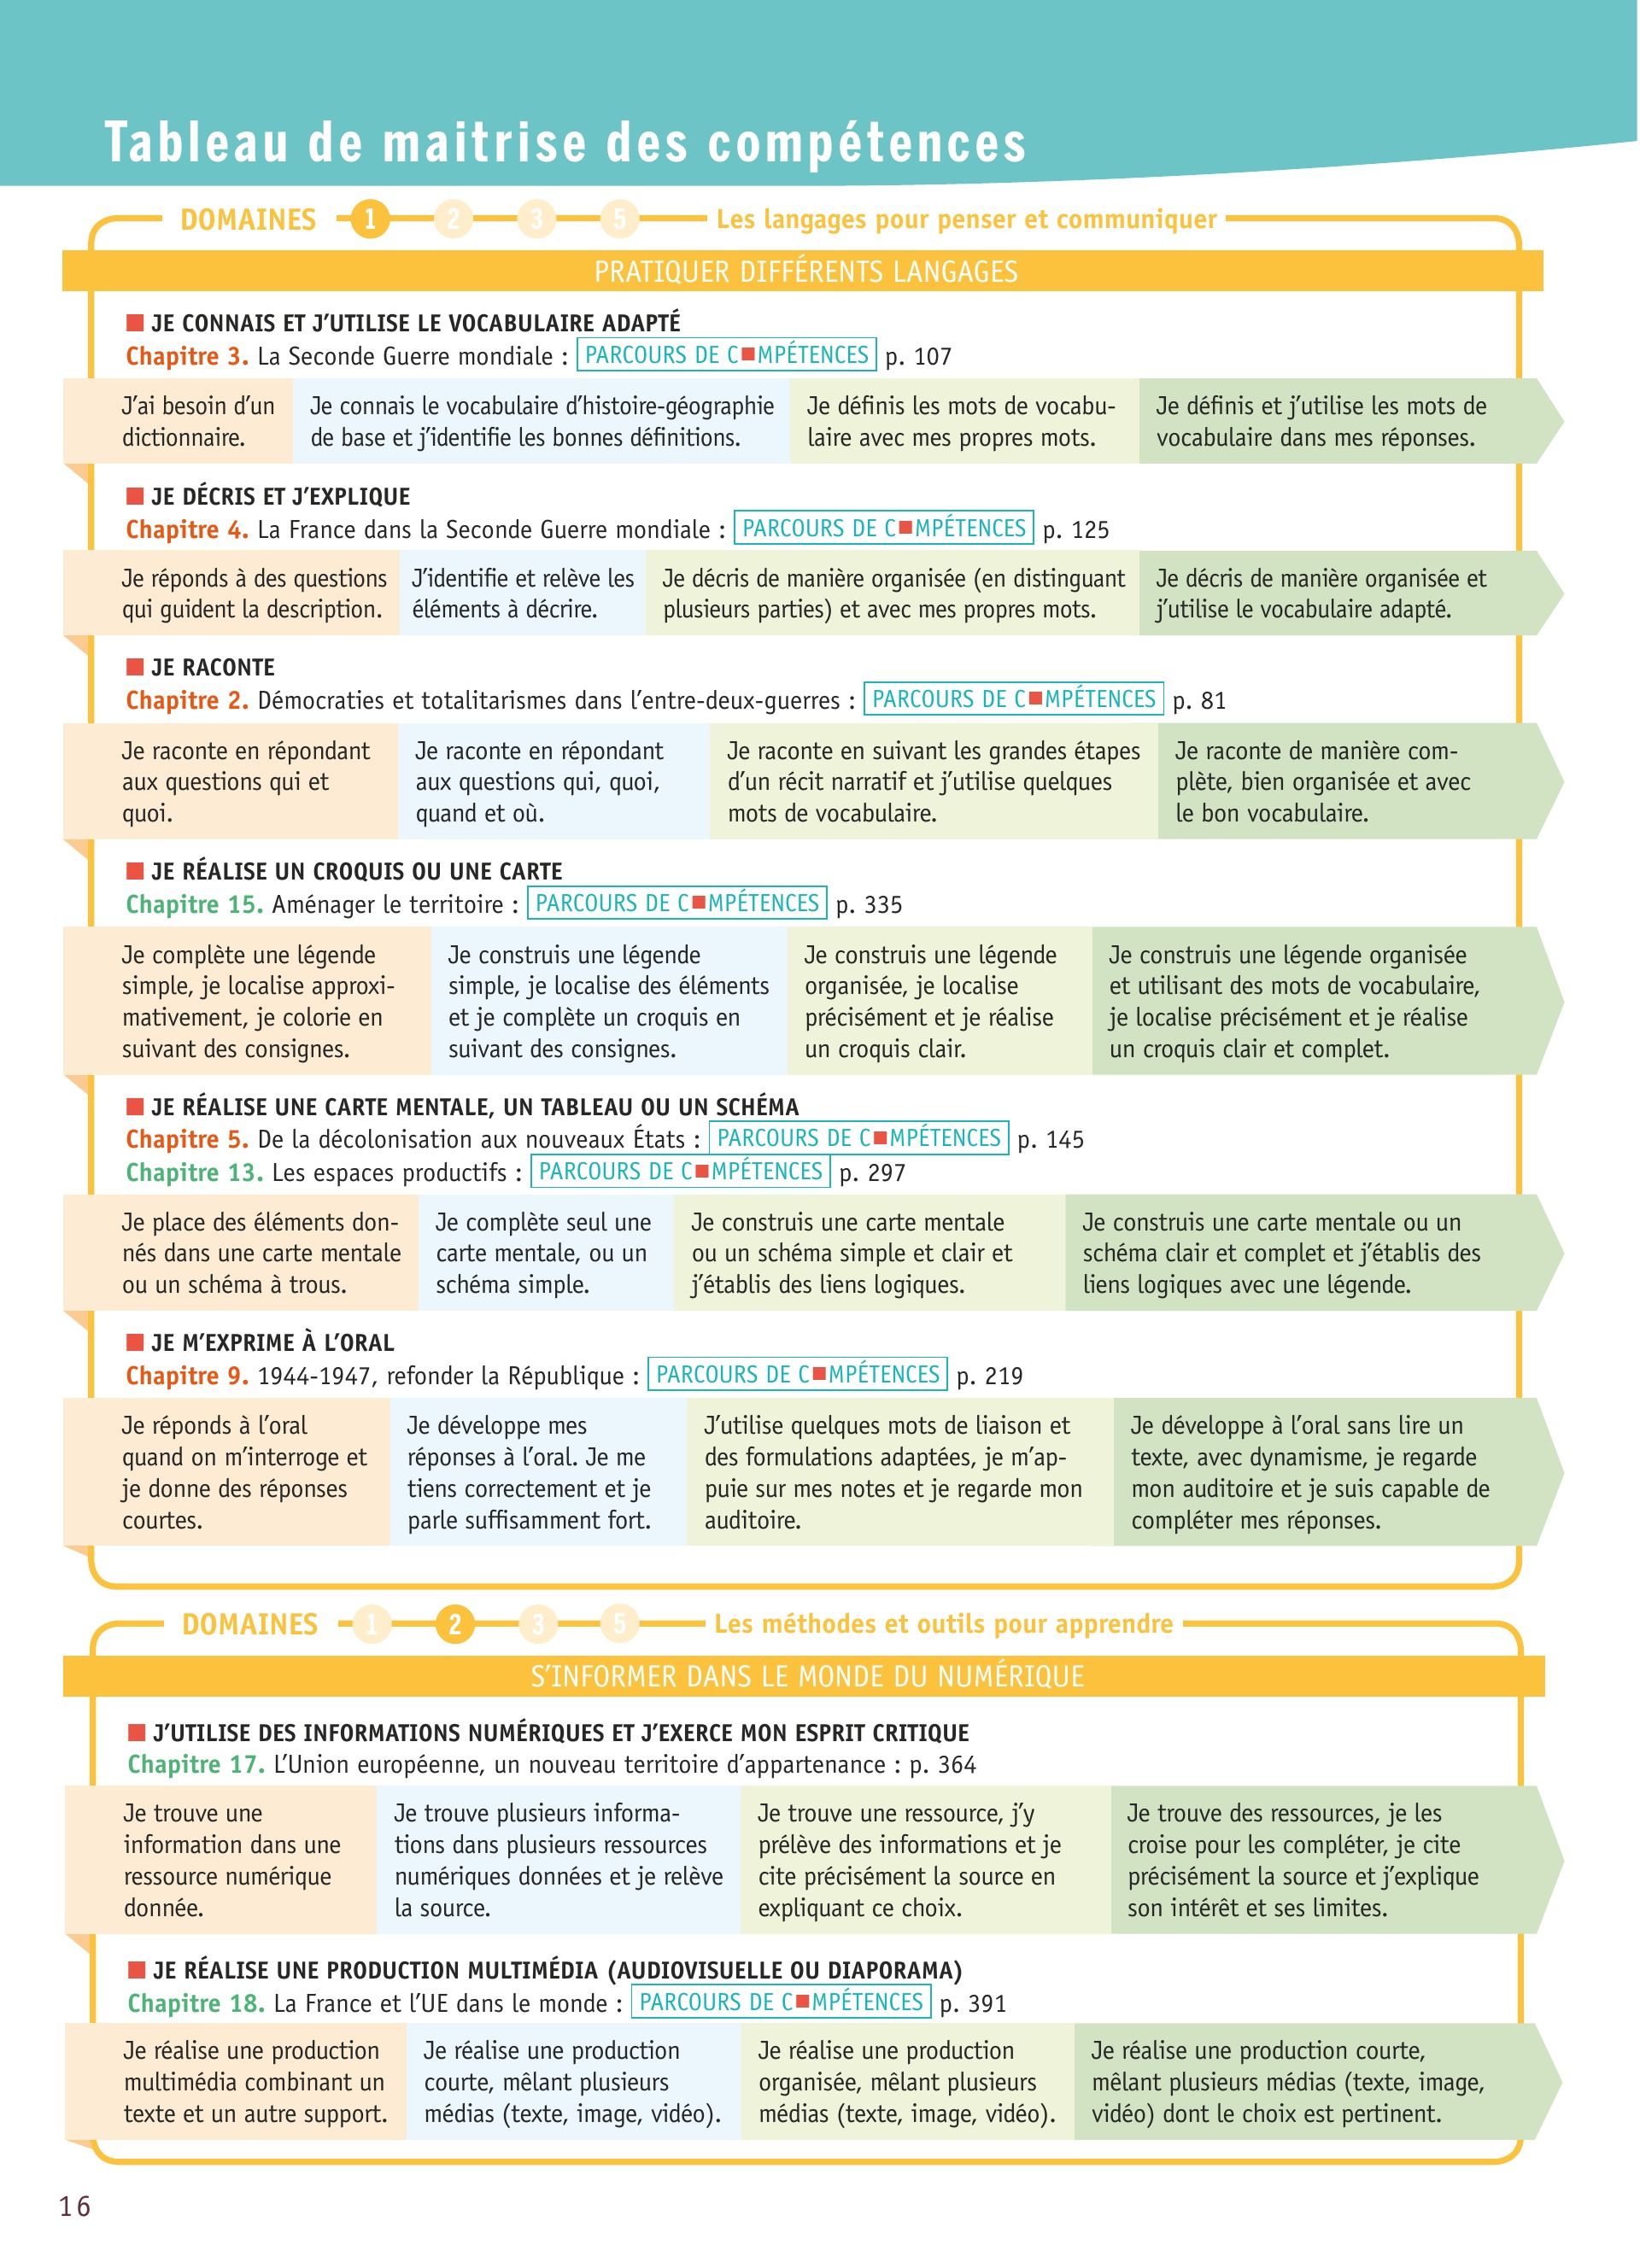 Tableau de maitrise des compétences
DOMAINES 1 2 3 5 Les langages pour penser et communiquer
PRATIQUER DIFFÉRENTS LANGAGES
JE CONNAIS ET J'UTILISE LE VOCABULAIRE ADAPTÉ
Chapitre 3. La Seconde Guerre mondiale : PARCOURS DE C■MPÉTENCES p. 107
J'ai besoin d'un
dictionnaire.
Je connais le vocabulaire d'histoire-géographie
de base et j'identifie les bonnes définitions.
Je définis les mots de vocabu-
laire avec mes propres mots.
Je définis et j'utilise les mots de
vocabulaire dans mes réponses.
JE DÉCRIS ET J'EXPLIQUE
Chapitre 4. La France dans la Seconde Guerre mondiale : PARCOURS DE C■MPÉTENCES p. 125
Je réponds à des questions
qui guident la description.
J'identifie et relève les
éléments à décrire.
Je décris de manière organisée (en distinguant
plusieurs parties) et avec mes propres mots.
Je décris de manière organisée et
j'utilise le vocabulaire adapté.
JE RACONTE
Chapitre 2. Démocraties et totalitarismes dans l'entre-deux-guerres : PARCOURS DE C■MPÉTENCES p. 81
Je raconte en répondant
aux questions qui et
quoi.
Je raconte en répondant
aux questions qui, quoi,
quand et où.
Je raconte en suivant les grandes étapes
d'un récit narratif et j'utilise quelques
mots de vocabulaire.
Je raconte de manière com-
plète, bien organisée et avec
le bon vocabulaire.
JE RÉALISE UN CROQUIS OU UNE CARTE
Chapitre 15. Aménager le territoire : PARCOURS DE C■MPÉTENCES p. 335
Je complète une légende
simple, je localise approxi-
mativement, je colorie en
suivant des consignes.
Je construis une légende
simple, je localise des éléments
et je complète un croquis en
suivant des consignes.
Je construis une légende
organisée, je localise
précisément et je réalise
un croquis clair.
Je construis une légende organisée
et utilisant des mots de vocabulaire,
je localise précisément et je réalise
un croquis clair et complet.
JE RÉALISE UNE CARTE MENTALE, UN TABLEAU OU UN SCHÉMA
Chapitre 5. De la décolonisation aux nouveaux États : PARCOURS DE C■MPÉTENCES p. 145
Chapitre 13. Les espaces productifs : PARCOURS DE C■MPÉTENCES p. 297
Je place des éléments don-
nés dans une carte mentale
ou un schéma à trous.
Je complète seul une
carte mentale, ou un
schéma simple.
Je construis une carte mentale
ou un schéma simple et clair et
j'établis des liens logiques.
Je construis une carte mentale ou un
schéma clair et complet et j'établis des
liens logiques avec une légende.
JE M'EXPRIME À L'ORAL
Chapitre 9. 1944-1947, refonder la République : PARCOURS DE C■MPÉTENCES p. 219
Je réponds à l'oral
quand on m'interroge et
je donne des réponses
courtes.
Je développe mes
réponses à l'oral. Je me
tiens correctement et je
parle suffisamment fort.
J'utilise quelques mots de liaison et
des formulations adaptées, je m'ap-
puie sur mes notes et je regarde mon
auditoire.
Je développe à l'oral sans lire un
texte, avec dynamisme, je regarde
mon auditoire et je suis capable de
compléter mes réponses.
DOMAINES 1 2 3 5 Les méthodes et outils pour apprendre
S'INFORMER DANS LE MONDE DU NUMÉRIQUE
J'UTILISE DES INFORMATIONS NUMÉRIQUES ET J'EXERCE MON ESPRIT CRITIQUE
Chapitre 17. L'Union européenne, un nouveau territoire d'appartenance : p. 364
Je trouve une
information dans une
ressource numérique
donnée.
Je trouve plusieurs informa-
tions dans plusieurs ressources
numériques données et je relève
la source.
Je trouve une ressource, j'y
prélève des informations et je
cite précisément la source en
expliquant ce choix.
Je trouve des ressources, je les
croise pour les compléter, je cite
précisément la source et j'explique
son intérêt et ses limites.
JE RÉALISE UNE PRODUCTION MULTIMÉDIA (AUDIOVISUELLE OU DIAPORAMA)
Chapitre 18. La France et l'UE dans le monde : PARCOURS DE C■MPÉTENCES p. 391
Je réalise une production
multimédia combinant un
texte et un autre support.
Je réalise une production
courte, mêlant plusieurs
médias (texte, image, vidéo).
Je réalise une production
organisée, mêlant plusieurs
médias (texte, image, vidéo).
Je réalise une production courte,
mêlant plusieurs médias (texte, image,
vidéo) dont le choix est pertinent.
16